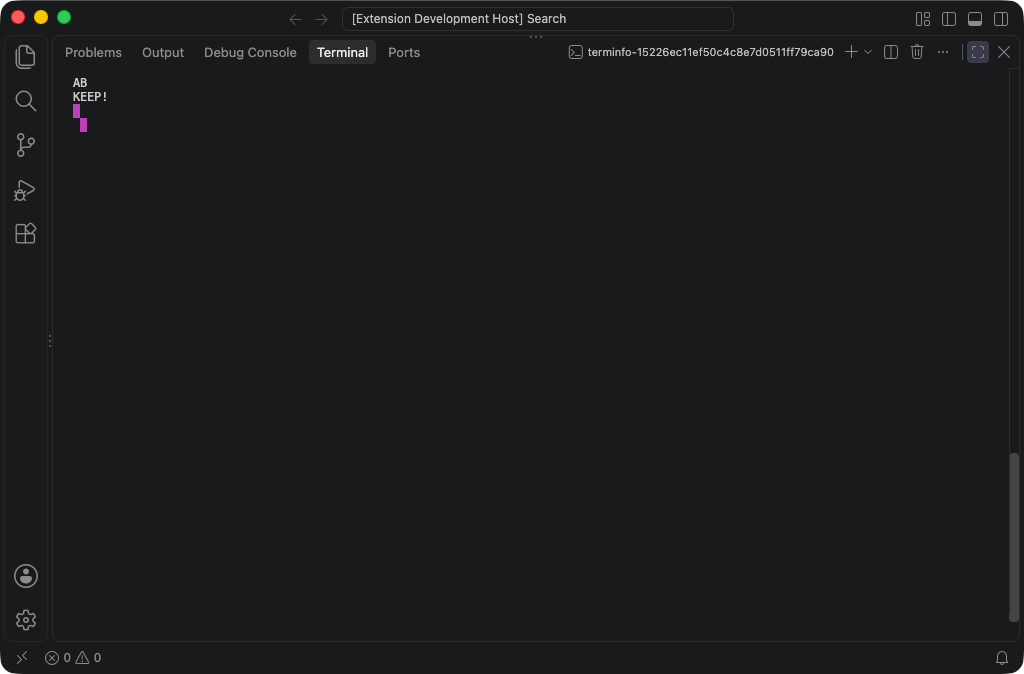 [Extension Development Host] Search
Problems Output Debug Console Terminal Ports terminfo-15226ec11ef50c4c8e7d0511ff79ca90
AB
KEEP!
0 0